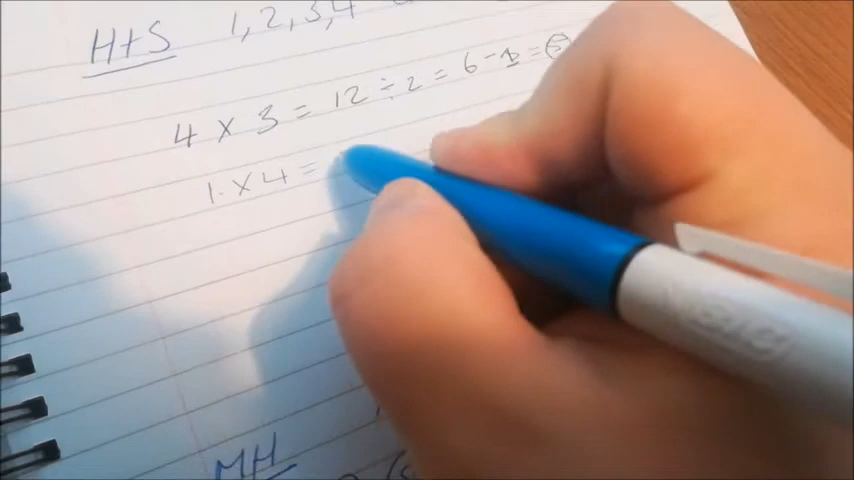 H+S 1,2,3,4
4 x 3 = 12 ÷ 2 = 6 - 1 = 5
1 x 4 =
MH